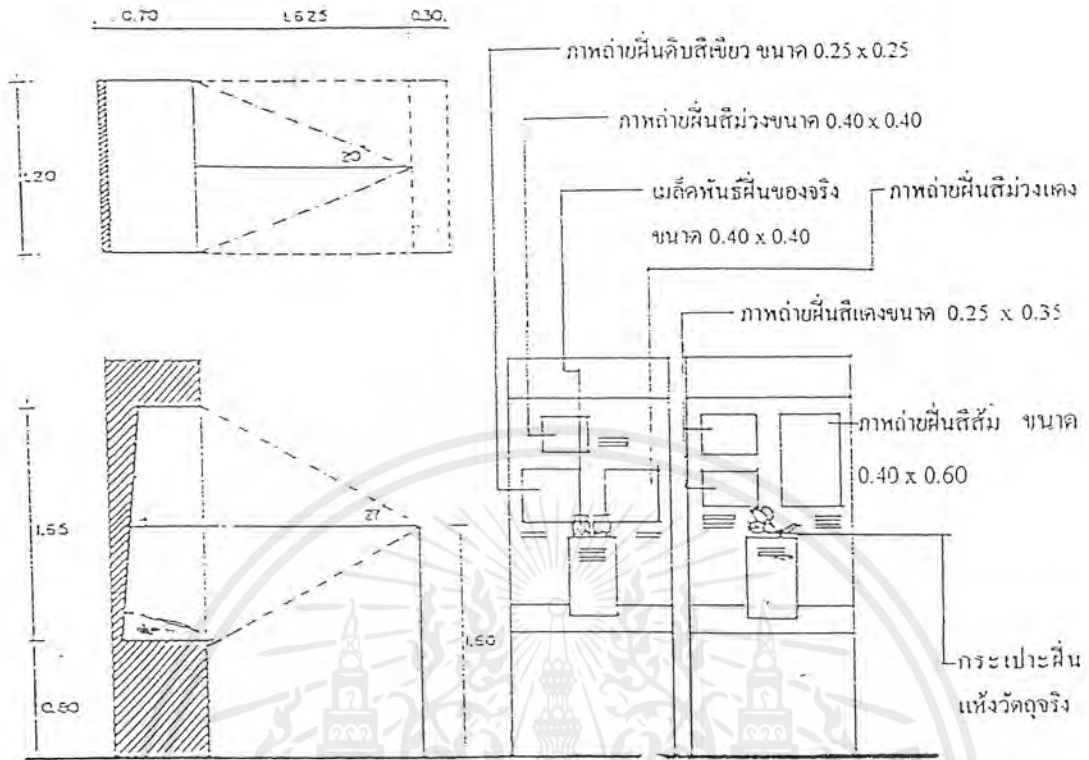 0.70 1.625 0.30
1.20
20
ภาพถ่ายฝิ่นดิบสีเขียว ขนาด 0.25 x 0.25
ภาพถ่ายฝิ่นสีม่วงขนาด 0.40 x 0.40
เมล็ดพันธ์ฝิ่นของจริง
ขนาด 0.40 x 0.40
ภาพถ่ายฝิ่นสีม่วงแดง
ภาพถ่ายฝิ่นสีแดงขนาด 0.25 x 0.35
ภาพถ่ายฝิ่นสีส้ม ขนาด
0.40 x 0.60
กระเปาะฝิ่น
แห้งวัตถุจริง
27
1.50